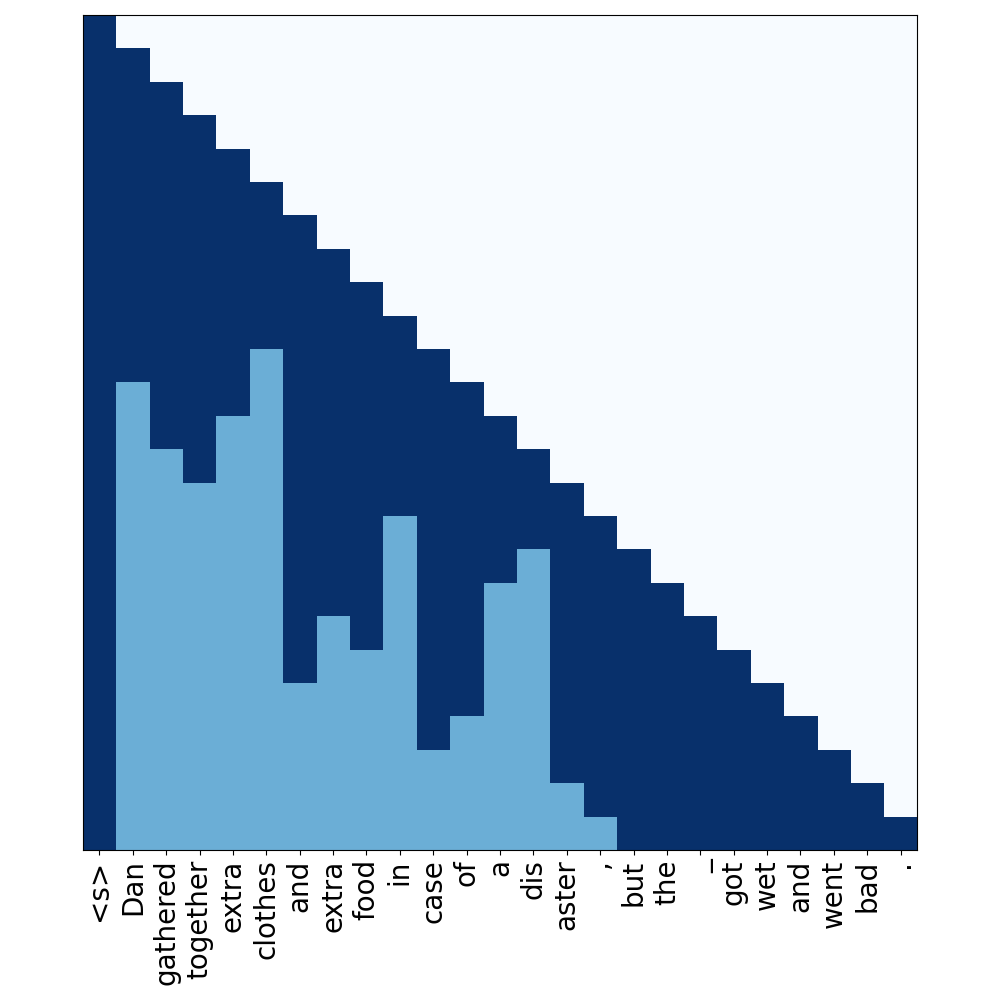 <s> Dan gathered together extra clothes and extra food in case of a dis aster , but the _ got wet and went bad .